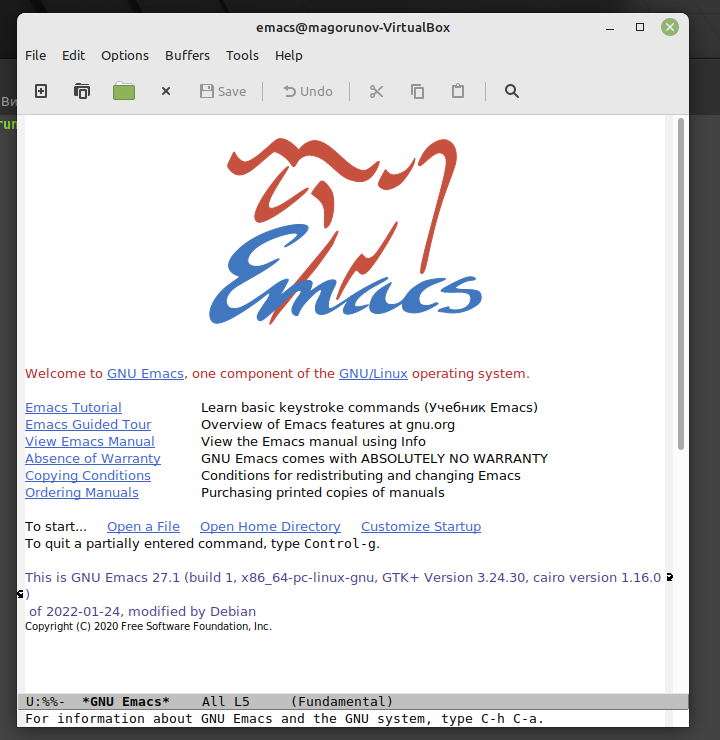 emacs@magorunov-VirtualBox
File Edit Options Buffers Tools Help
Save Undo
Ви
run
Emacs
Welcome to GNU Emacs, one component of the GNU/Linux operating system.
Emacs Tutorial Learn basic keystroke commands (Учебник Emacs)
Emacs Guided Tour Overview of Emacs features at gnu.org
View Emacs Manual View the Emacs manual using Info
Absence of Warranty GNU Emacs comes with ABSOLUTELY NO WARRANTY
Copying Conditions Conditions for redistributing and changing Emacs
Ordering Manuals Purchasing printed copies of manuals
To start... Open a File Open Home Directory Customize Startup
To quit a partially entered command, type Control-g.
This is GNU Emacs 27.1 (build 1, x86_64-pc-linux-gnu, GTK+ Version 3.24.30, cairo version 1.16.0
)
of 2022-01-24, modified by Debian
Copyright (C) 2020 Free Software Foundation, Inc.
U:%%- *GNU Emacs* All L5 (Fundamental)
For information about GNU Emacs and the GNU system, type C-h C-a.